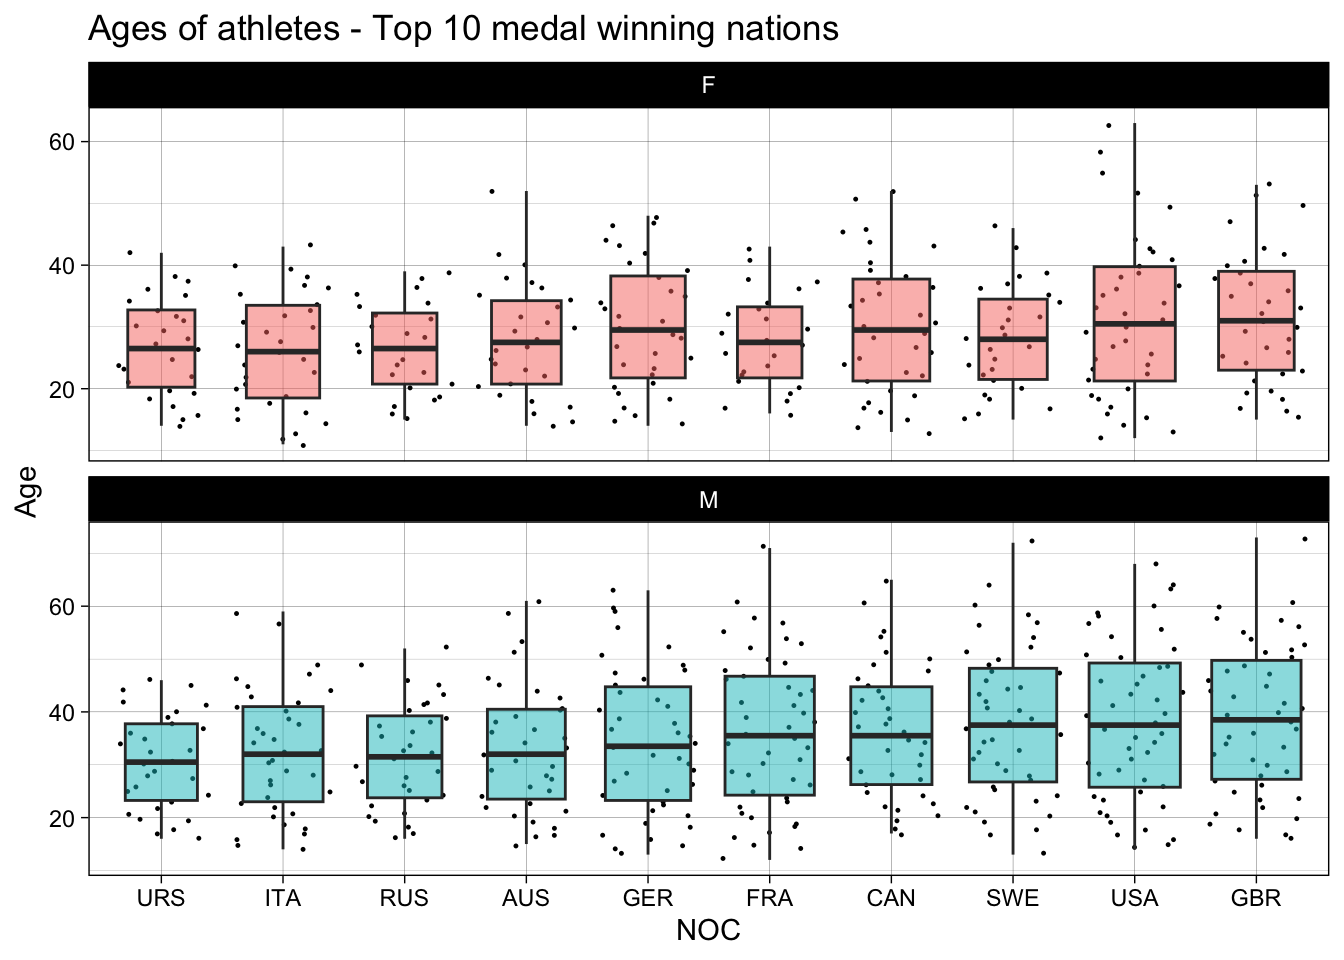 Ages of athletes - Top 10 medal winning nations
F
60
40
20
Age
M
60
40
20
URS ITA RUS AUS GER FRA CAN SWE USA GBR
NOC